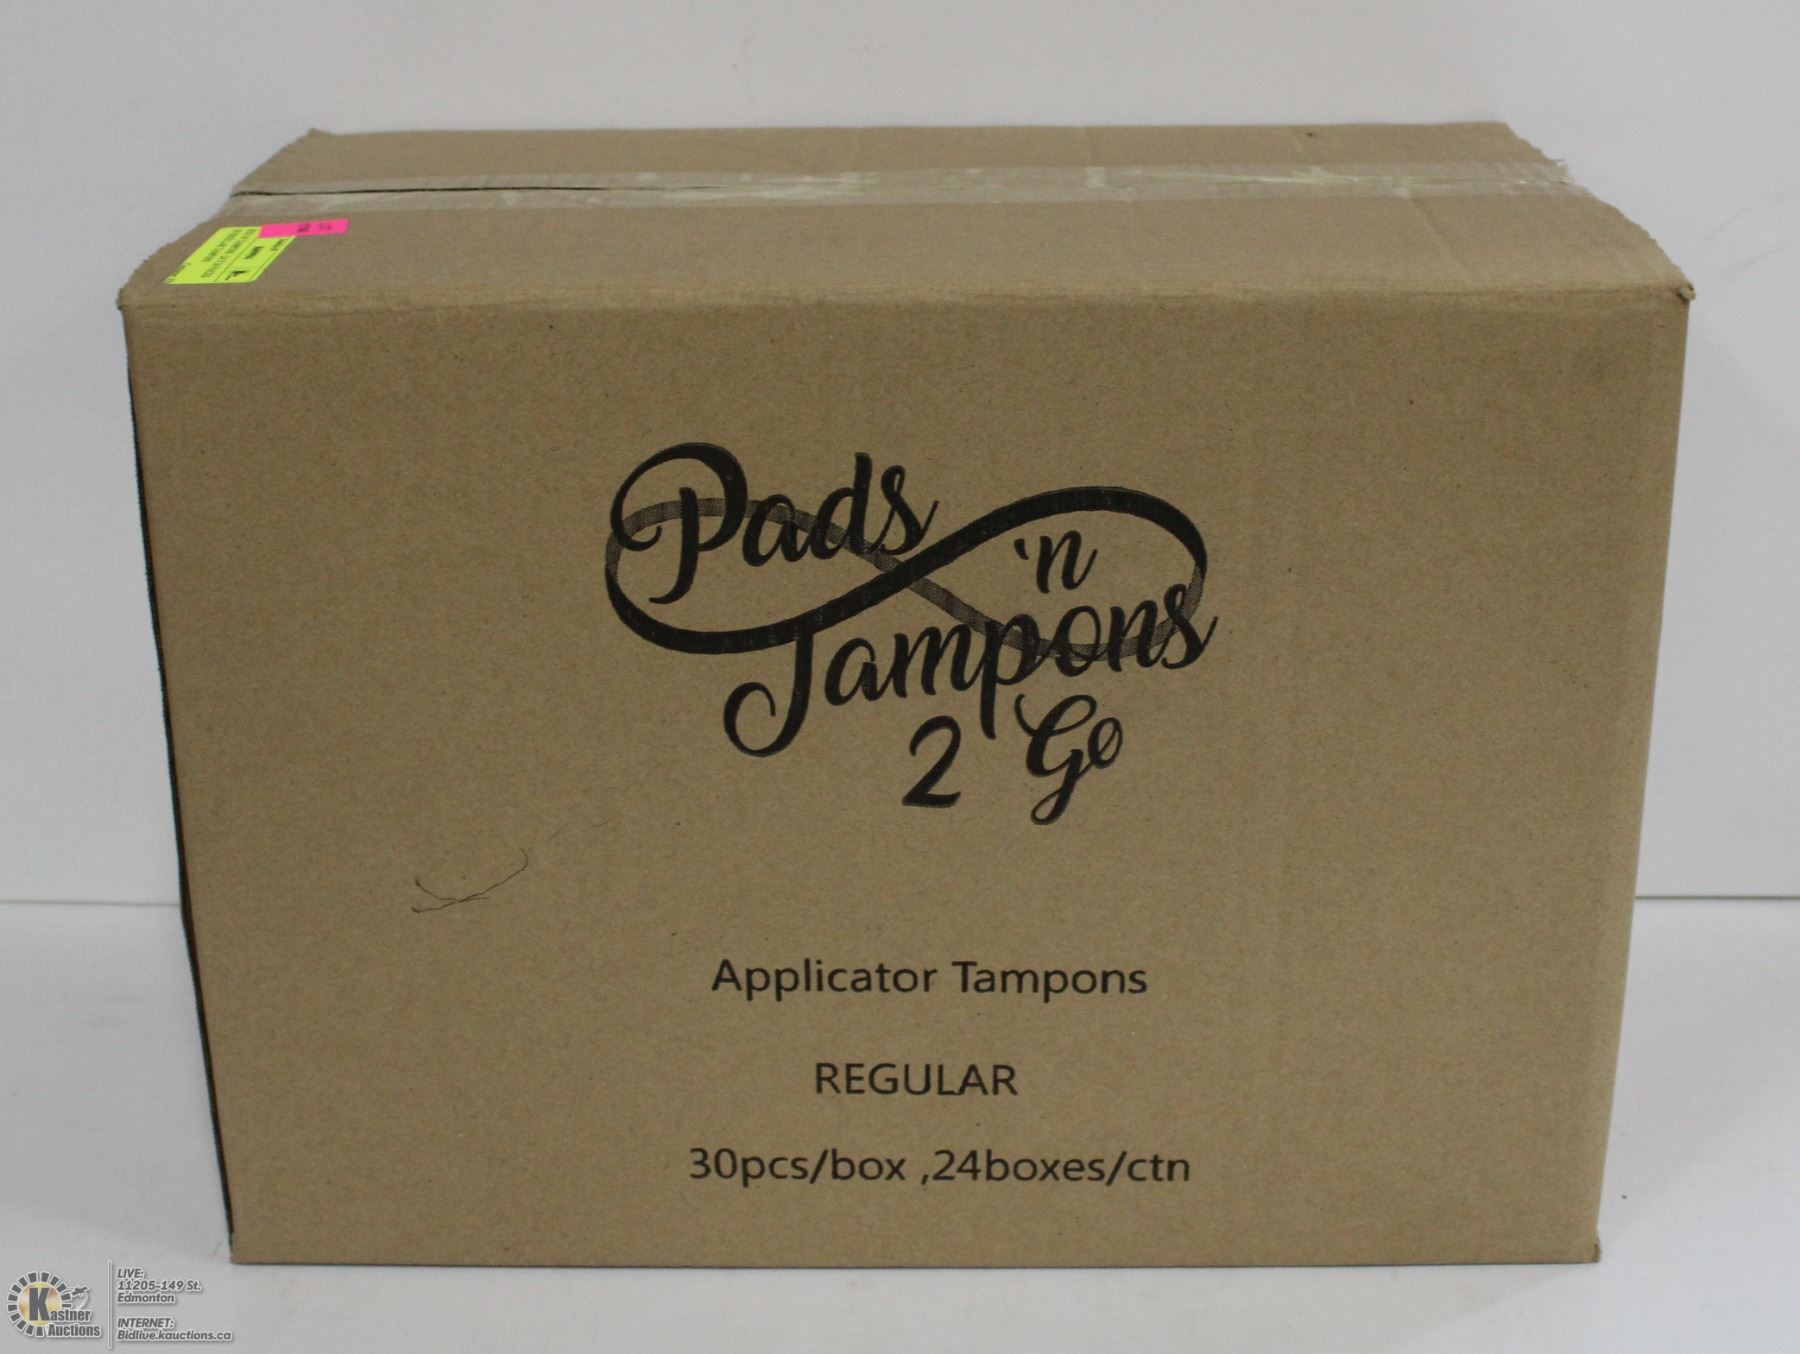 Pads
'n
Tampons
2 Go
Applicator Tampons
REGULAR
30pcs/box ,24boxes/ctn
Kastner
Auctions
LIVE:
11205-149 St.
Edmonton
INTERNET:
Bidlive.kauctions.ca